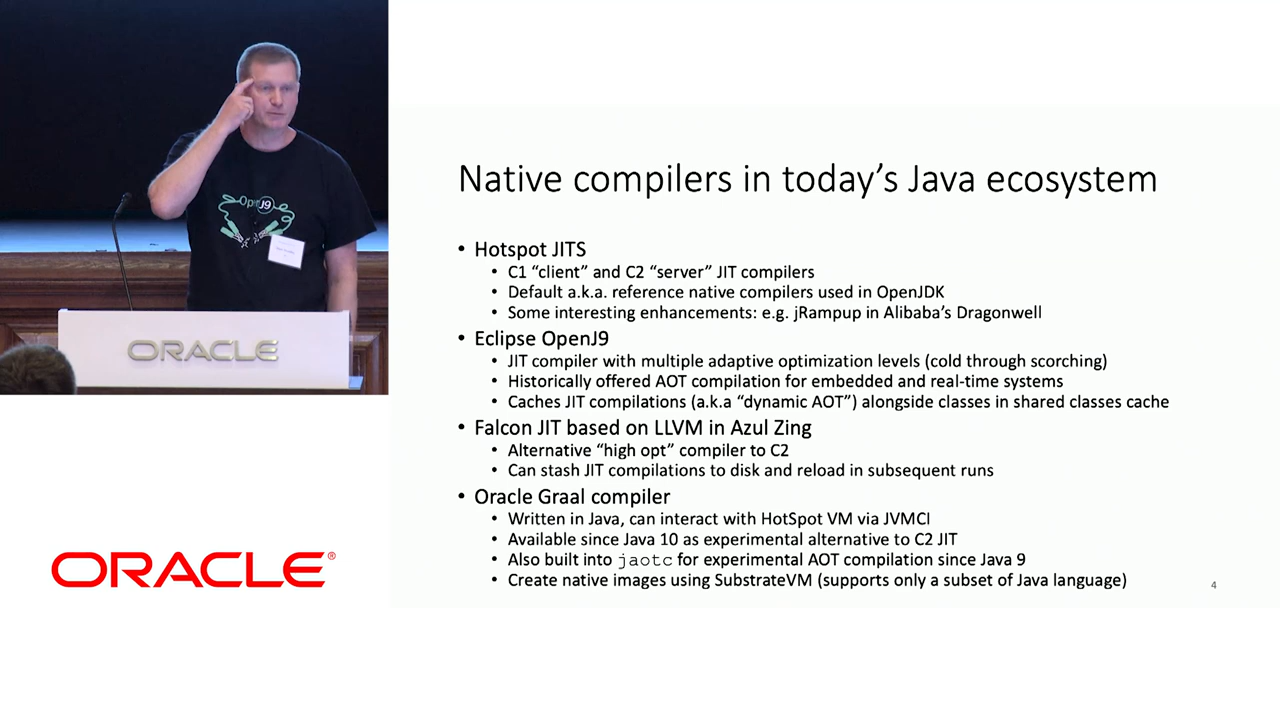 OpenJ9
ORACLE
ORACLE®
Native compilers in today’s Java ecosystem
• Hotspot JITS
• C1 “client” and C2 “server” JIT compilers
• Default a.k.a. reference native compilers used in OpenJDK
• Some interesting enhancements: e.g. jRampup in Alibaba’s Dragonwell
• Eclipse OpenJ9
• JIT compiler with multiple adaptive optimization levels (cold through scorching)
• Historically offered AOT compilation for embedded and real-time systems
• Caches JIT compilations (a.k.a “dynamic AOT”) alongside classes in shared classes cache
• Falcon JIT based on LLVM in Azul Zing
• Alternative “high opt” compiler to C2
• Can stash JIT compilations to disk and reload in subsequent runs
• Oracle Graal compiler
• Written in Java, can interact with HotSpot VM via JVMCI
• Available since Java 10 as experimental alternative to C2 JIT
• Also built into jaotc for experimental AOT compilation since Java 9
• Create native images using SubstrateVM (supports only a subset of Java language)
4